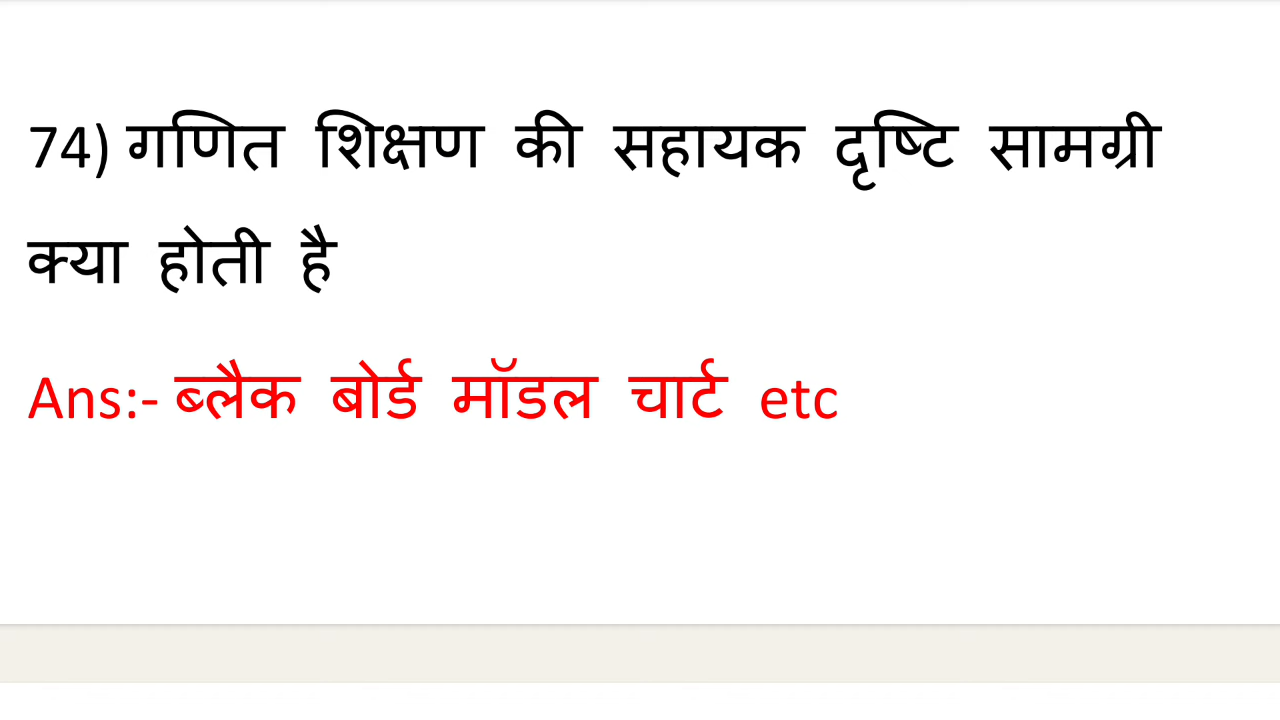 74) गणित शिक्षण की सहायक दृष्टि सामग्री
क्या होती है
Ans:- ब्लैक बोर्ड मॉडल चार्ट etc